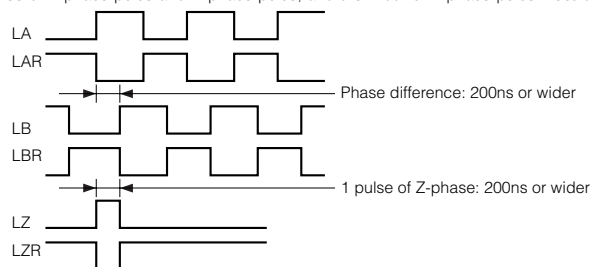 LA
LAR
Phase difference: 200ns or wider
LB
LBR
1 pulse of Z-phase: 200ns or wider
LZ
LZR